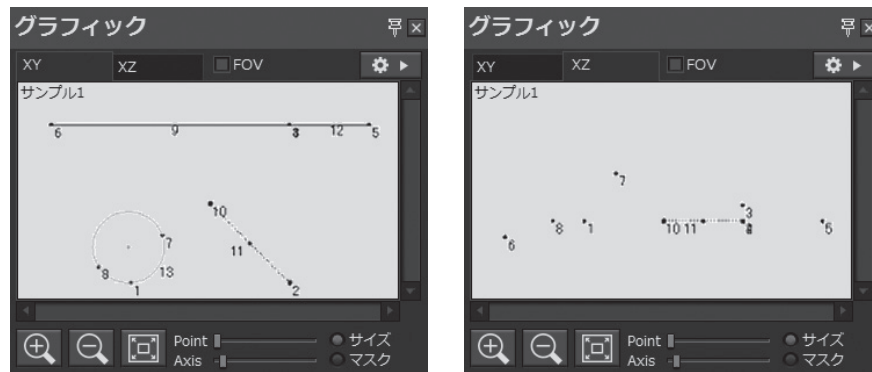 グラフィック
XY XZ FOV
サンプル1
6 9 3 12 5
10
7
11
8 13
1 2
Point サイズ
Axis マスク
グラフィック
XY XZ FOV
サンプル1
7
3
8 1 10 11 5
6
Point サイズ
Axis マスク